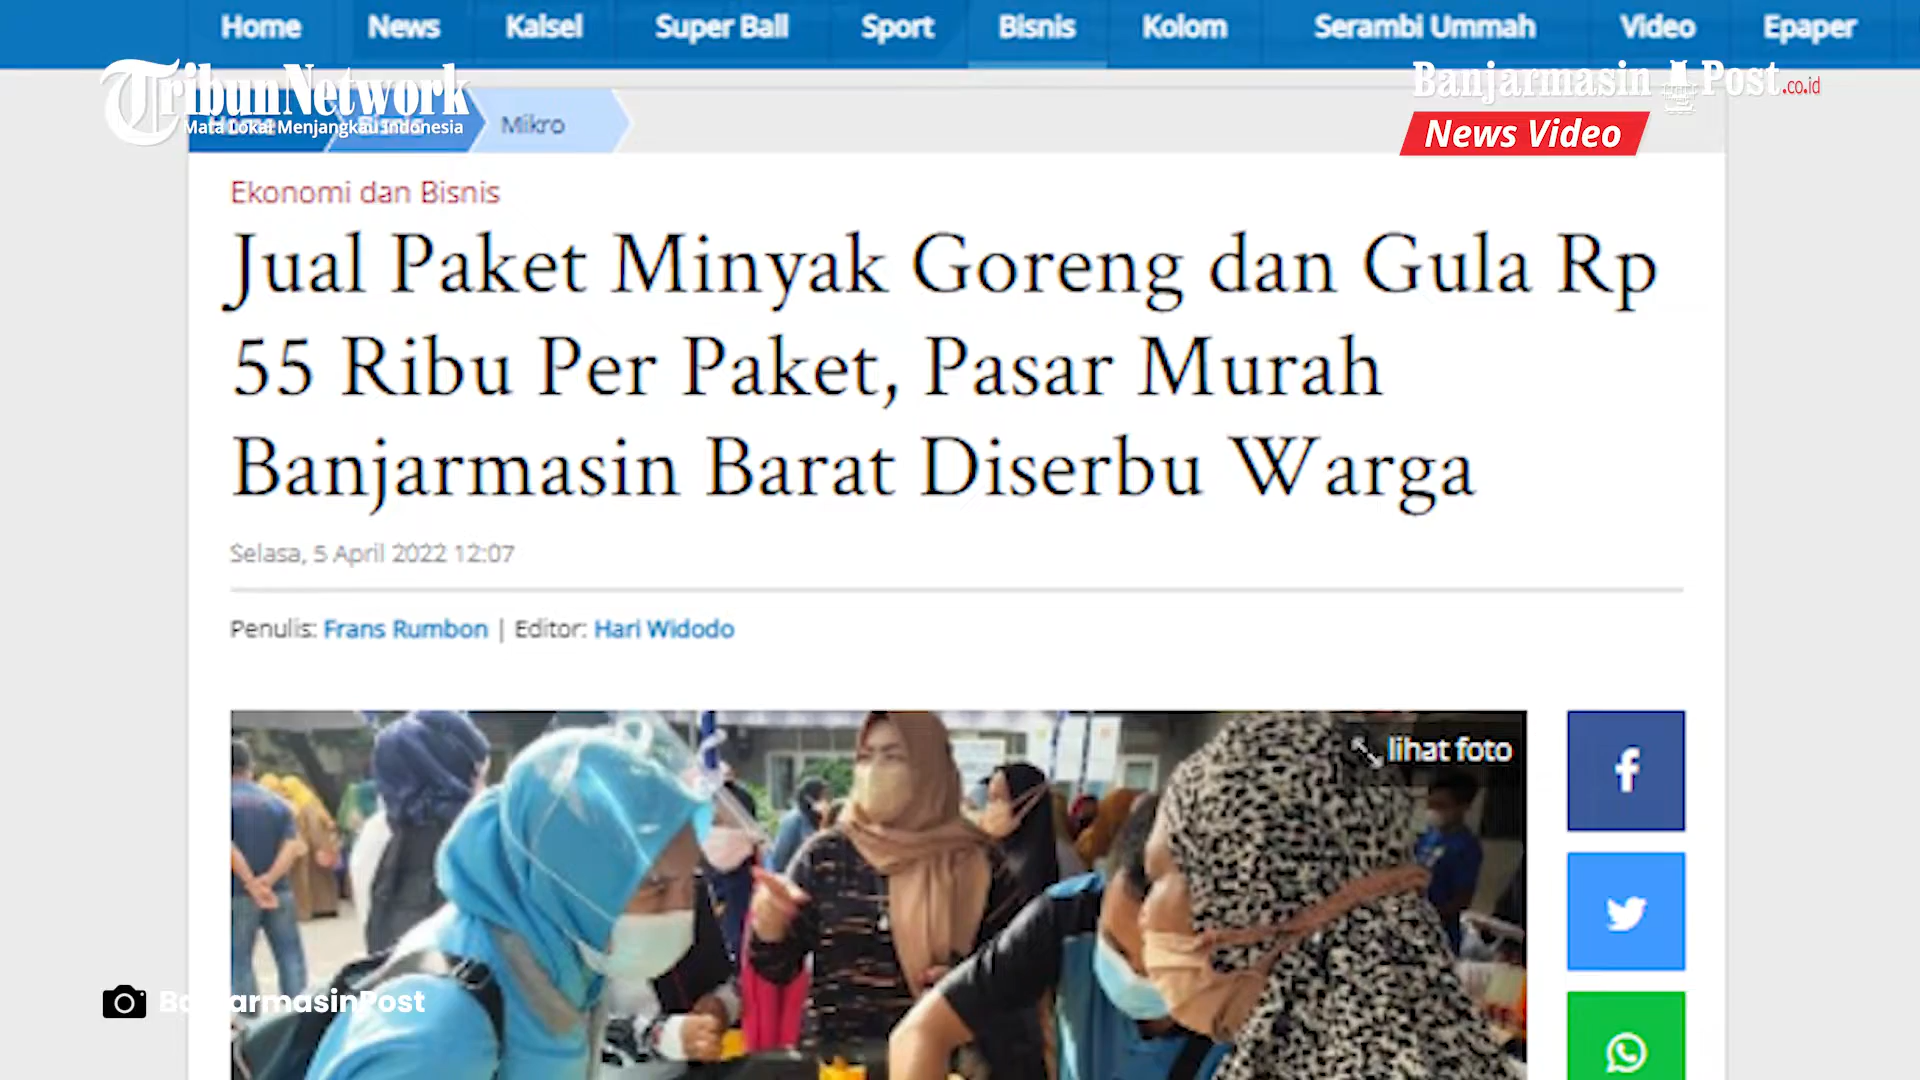 Home News Kalsel Super Ball Sport Bisnis Kolom Serambi Ummah Video Epaper
TribunNetwork
Mata Lokal Menjangkau Indonesia
Mikro
Banjarmasin Post.co.id
News Video
Ekonomi dan Bisnis
Jual Paket Minyak Goreng dan Gula Rp
55 Ribu Per Paket, Pasar Murah
Banjarmasin Barat Diserbu Warga
Selasa, 5 April 2022 12:07
Penulis: Frans Rumbon | Editor: Hari Widodo
lihat foto
BanjarmasinPost